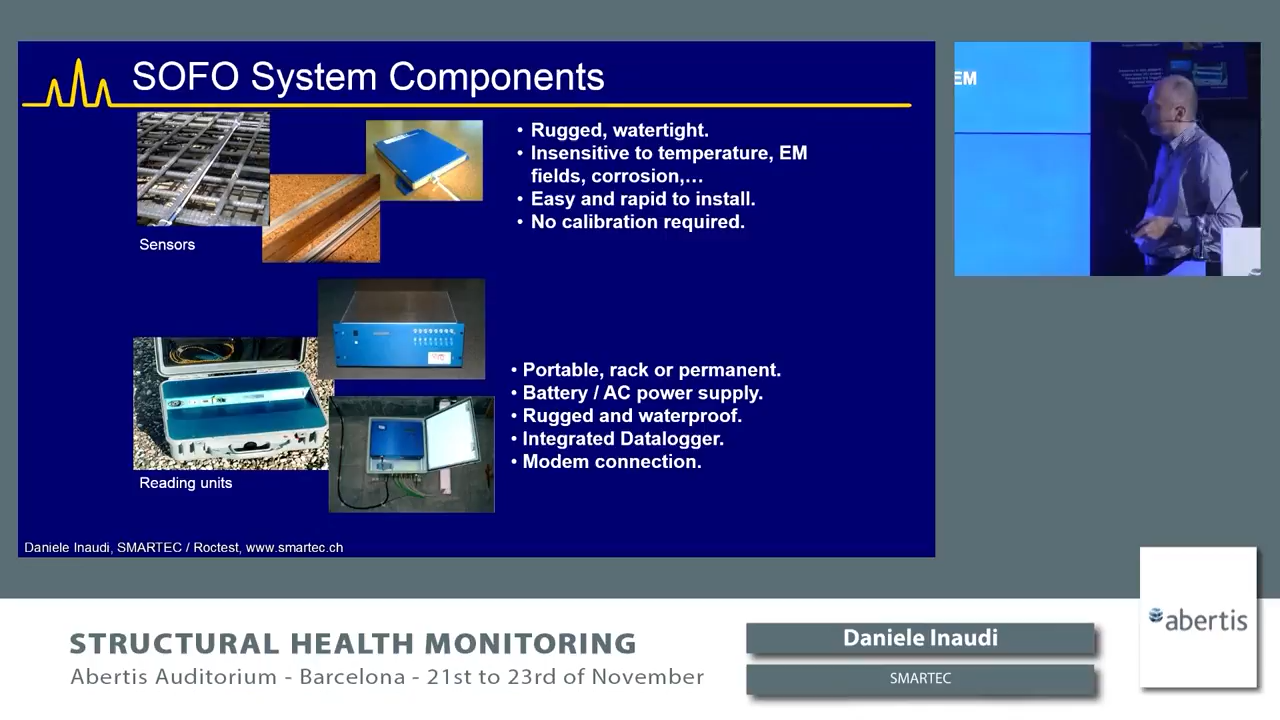 SOFO System Components
Rugged, watertight.
Insensitive to temperature, EM
fields, corrosion,...
Easy and rapid to install.
No calibration required.
Sensors
Portable, rack or permanent.
Battery / AC power supply.
Rugged and waterproof.
Integrated Datalogger.
Modem connection.
Reading units
Daniele Inaudi, SMARTEC / Roctest, www.smartec.ch
EM
STRUCTURAL HEALTH MONITORING
Abertis Auditorium - Barcelona - 21st to 23rd of November
Daniele Inaudi
SMARTEC
abertis